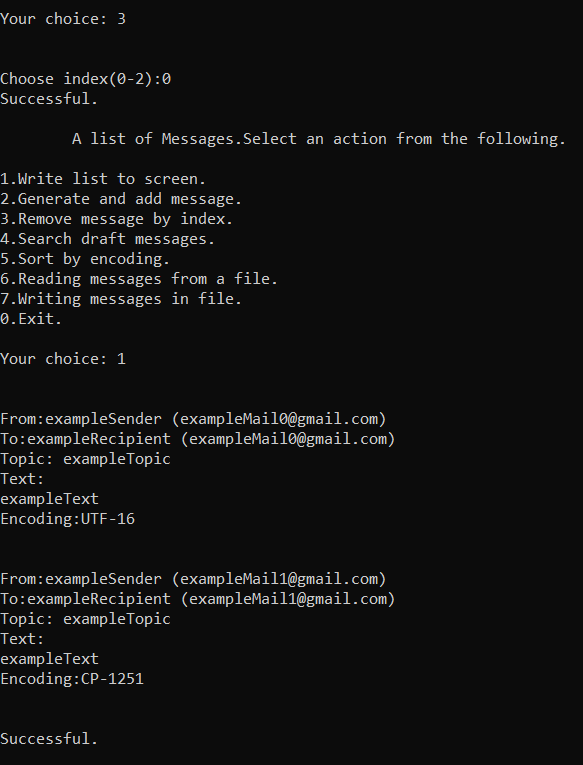 Your choice: 3
Choose index(0-2):0
Successful.
A list of Messages.Select an action from the following.
1.Write list to screen.
2.Generate and add message.
3.Remove message by index.
4.Search draft messages.
5.Sort by encoding.
6.Reading messages from a file.
7.Writing messages in file.
0.Exit.
Your choice: 1
From:exampleSender (exampleMail0@gmail.com)
To:exampleRecipient (exampleMail0@gmail.com)
Topic: exampleTopic
Text:
exampleText
Encoding:UTF-16
From:exampleSender (exampleMail1@gmail.com)
To:exampleRecipient (exampleMail1@gmail.com)
Topic: exampleTopic
Text:
exampleText
Encoding:CP-1251
Successful.